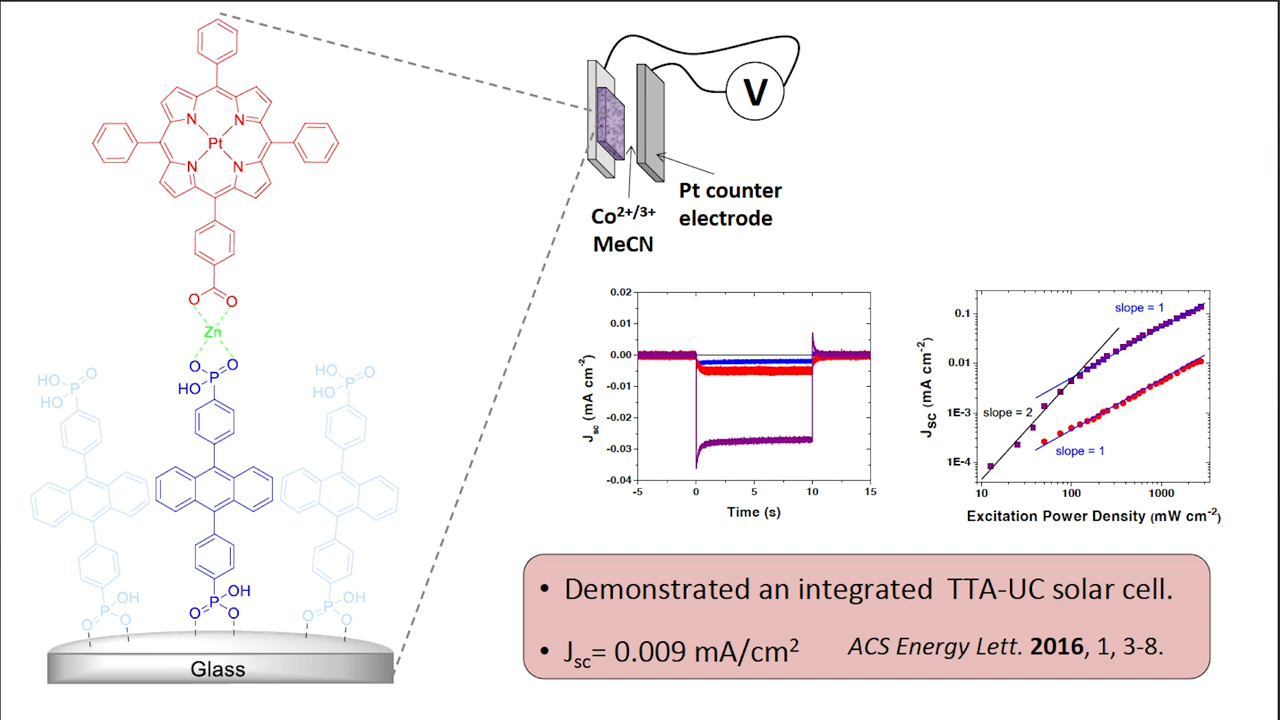 Pt
N
N
N
N
O
O
Zn
O
O
P
HO
HO
P
O
HO
HO
P
O
HO
P
OH
O
O
P
OH
O
O
P
OH
O
O
Glass
V
Co2+/3+
MeCN
Pt counter
electrode
0.02
0.01
0.00
-0.01
-0.02
-0.03
-0.04
Jsc (mA cm-2)
-5
0
5
10
15
Time (s)
slope = 1
0.1
0.01
1E-3
1E-4
Jsc (mA cm-2)
slope = 2
slope = 1
10
100
1000
Excitation Power Density (mW cm-2)
• Demonstrated an integrated TTA-UC solar cell.
• Jsc= 0.009 mA/cm2
ACS Energy Lett. 2016, 1, 3-8.